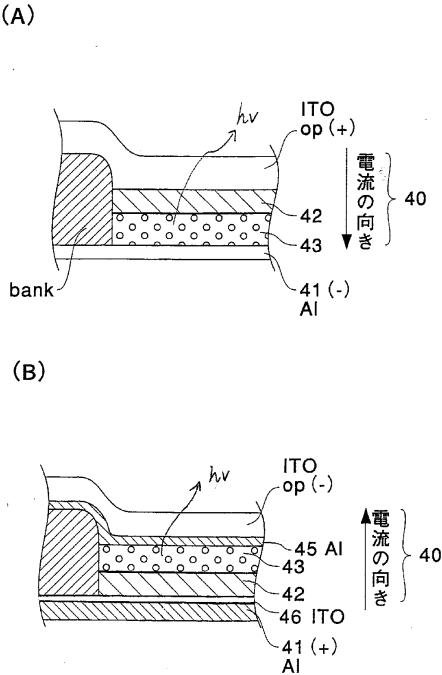 (A)
hν
ITO
op (+)
電流の向き
40
42
43
bank
41 (-)
Al
(B)
hν
ITO
op (-)
電流の向き
40
45 Al
43
42
46 ITO
41 (+)
Al